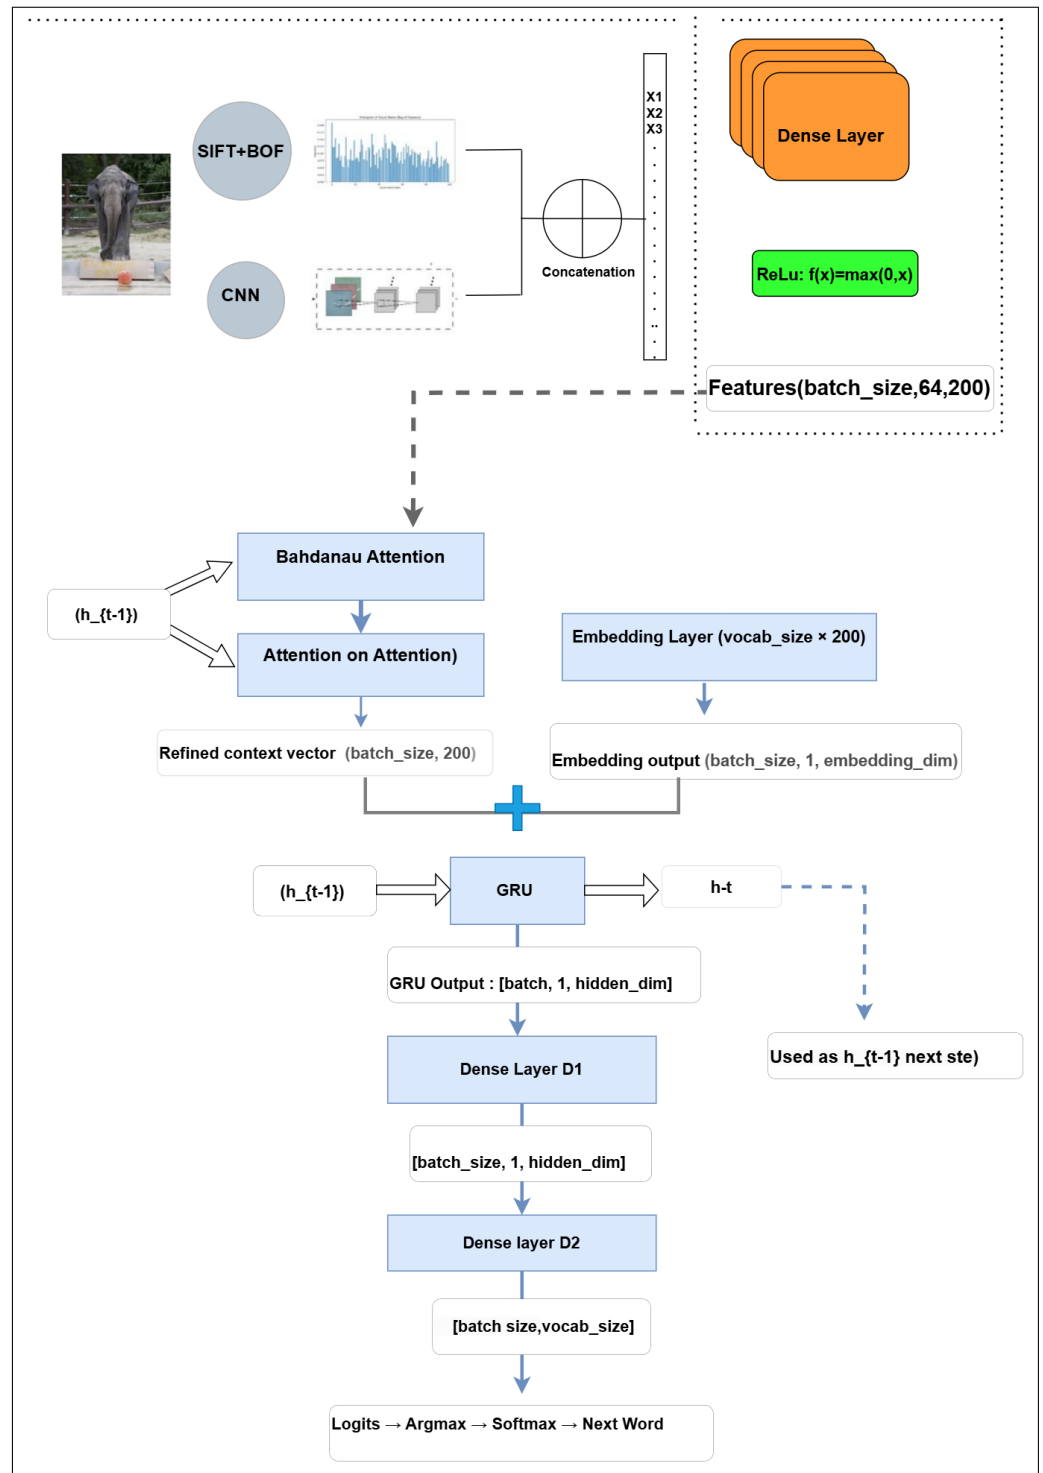 SIFT+BOF
CNN
Concatenation
X1
X2
X3
Dense Layer
ReLu: f(x)=max(0,x)
Features(batch_size,64,200)
Bahdanau Attention
(h_{t-1})
Attention on Attention)
Embedding Layer (vocab_size × 200)
Refined context vector (batch_size, 200)
Embedding output (batch_size, 1, embedding_dim)
(h_{t-1})
GRU
h-t
GRU Output : [batch, 1, hidden_dim]
Used as h_{t-1} next ste)
Dense Layer D1
[batch_size, 1, hidden_dim]
Dense layer D2
[batch size,vocab_size]
Logits → Argmax → Softmax → Next Word